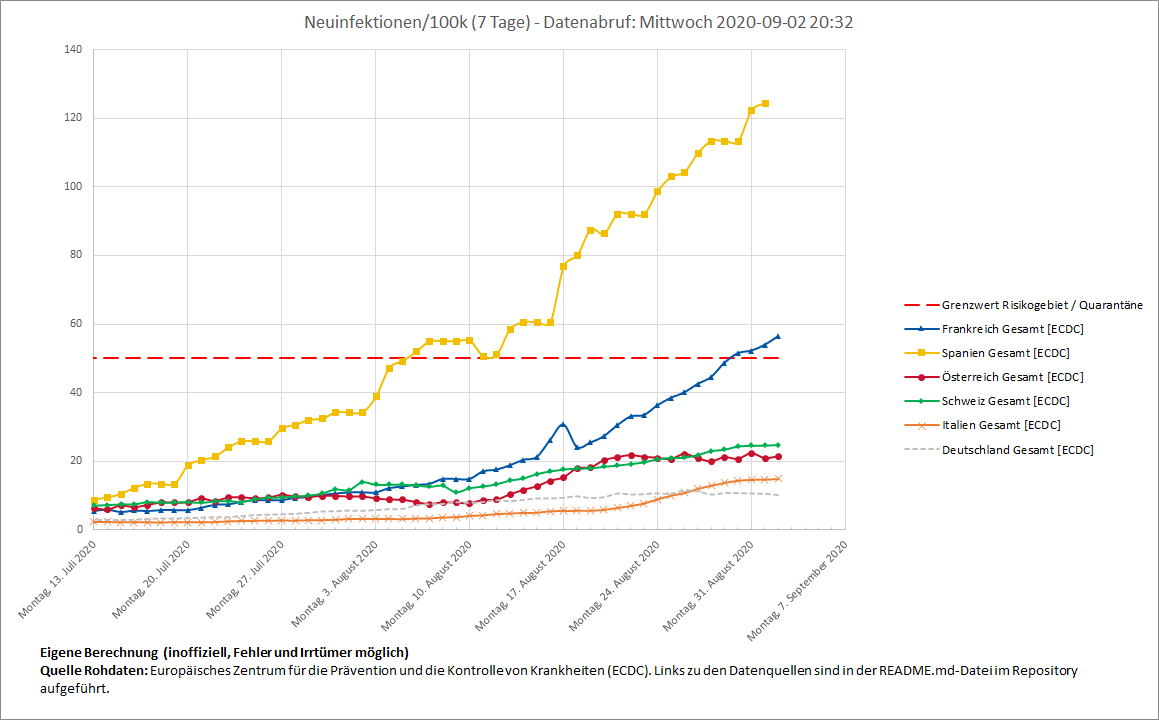 Neuinfektionen/100k (7 Tage) - Datenabruf: Mittwoch 2020-09-02 20:32
140
120
100
80
60
40
20
0
Montag, 13. Juli 2020
Montag, 20. Juli 2020
Montag, 27. Juli 2020
Montag, 3. August 2020
Montag, 10. August 2020
Montag, 17. August 2020
Montag, 24. August 2020
Montag, 31. August 2020
Montag, 7. September 2020
Grenzwert Risikogebiet / Quarantäne
Frankreich Gesamt [ECDC]
Spanien Gesamt [ECDC]
Österreich Gesamt [ECDC]
Schweiz Gesamt [ECDC]
Italien Gesamt [ECDC]
Deutschland Gesamt [ECDC]
Eigene Berechnung (inoffiziell, Fehler und Irrtümer möglich)
Quelle Rohdaten: Europäisches Zentrum für die Prävention und die Kontrolle von Krankheiten (ECDC). Links zu den Datenquellen sind in der README.md-Datei im Repository
aufgeführt.